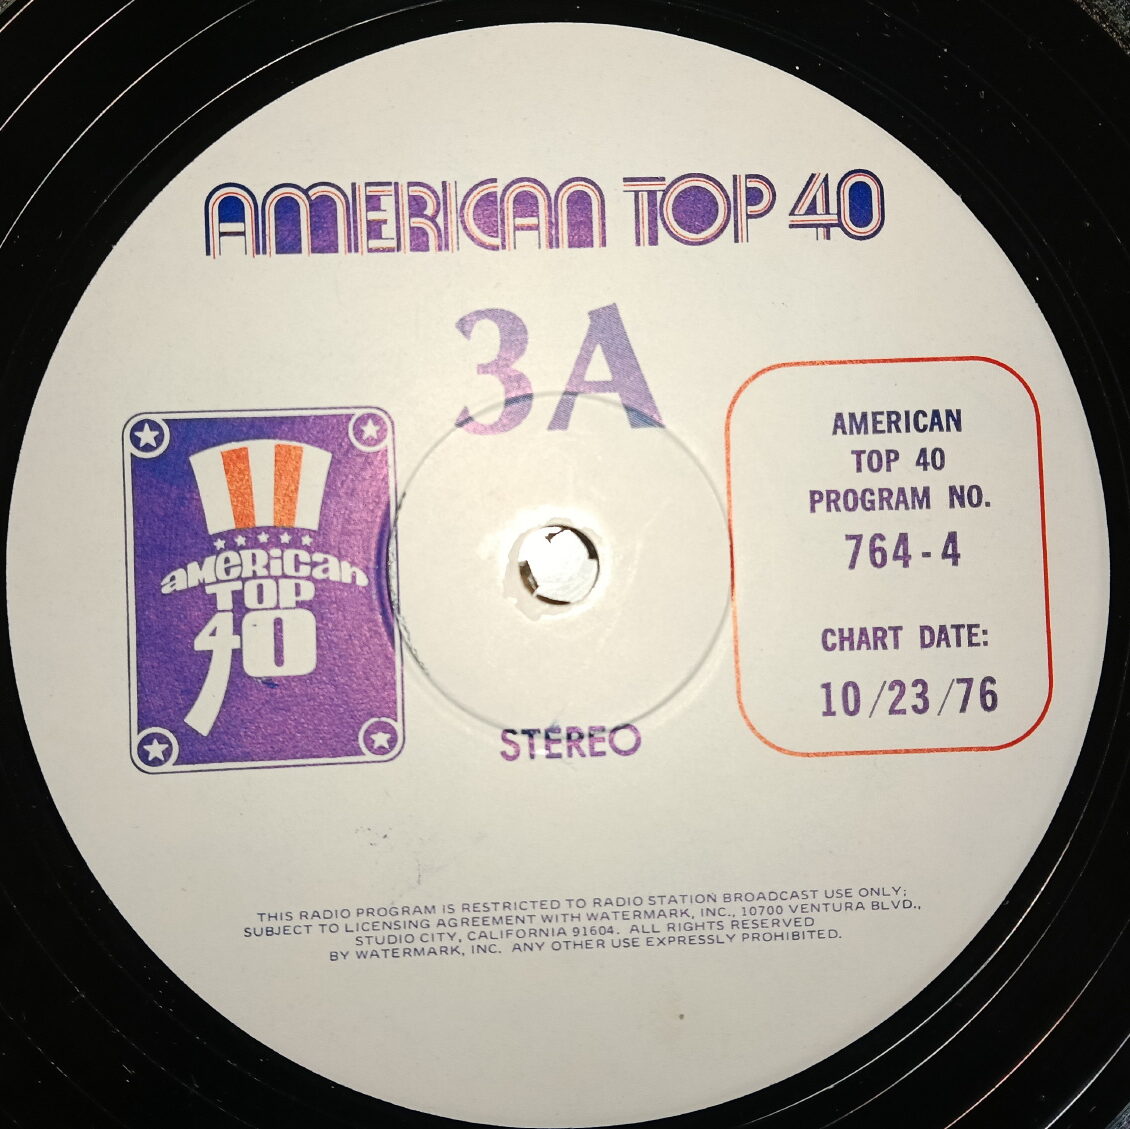 AMERICAN TOP 40
3A
AMERICAN
TOP 40
PROGRAM NO.
764-4
CHART DATE:
10/23/76
AMERiCAN
TOP
40
STEREO
THIS RADIO PROGRAM IS RESTRICTED TO RADIO STATION BROADCAST USE ONLY;
SUBJECT TO LICENSING AGREEMENT WITH WATERMARK, INC., 10700 VENTURA BLVD.,
STUDIO CITY, CALIFORNIA 91604. ALL RIGHTS RESERVED
BY WATERMARK, INC. ANY OTHER USE EXPRESSLY PROHIBITED.